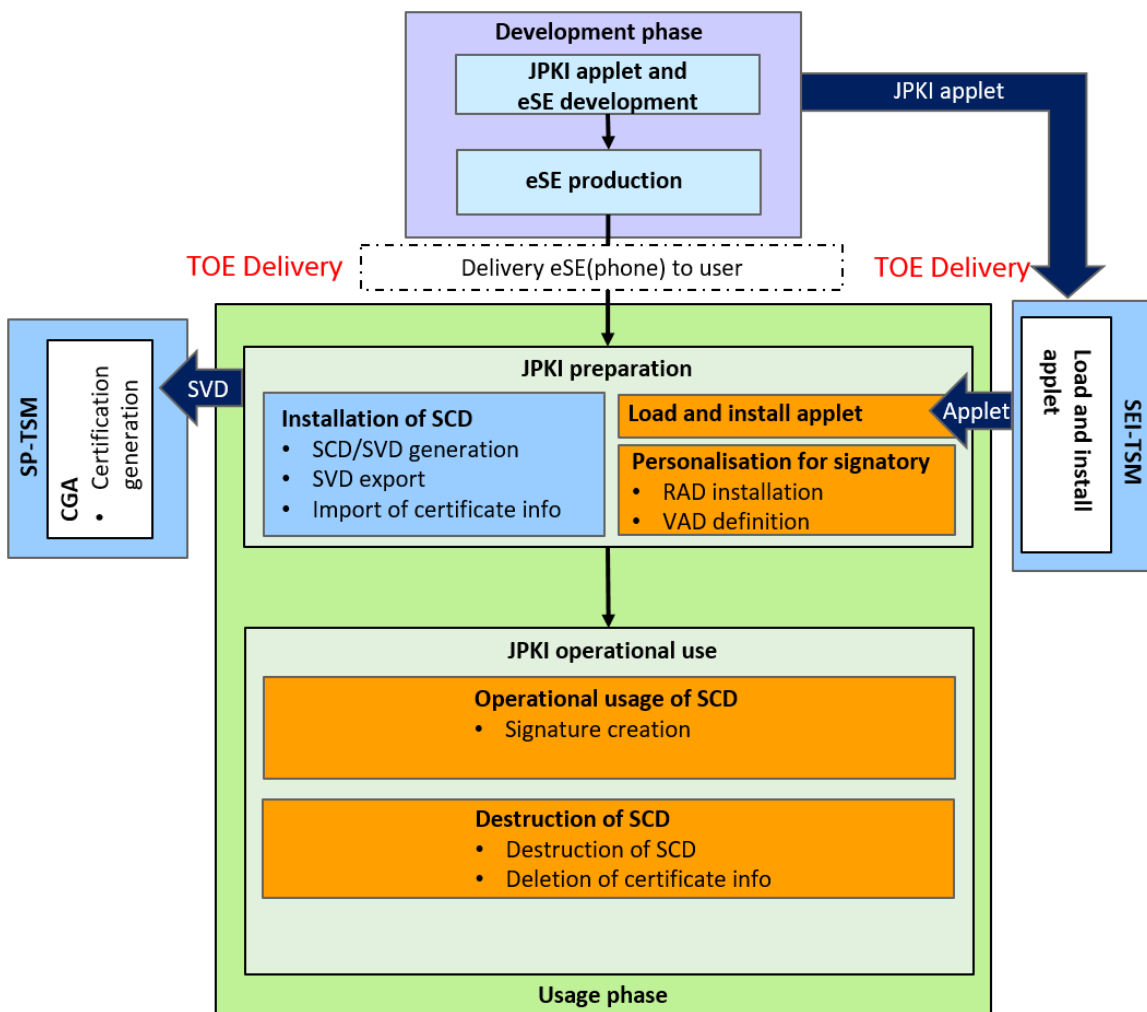 Development phase
JPKI applet and
eSE development
JPKI applet
eSE production
TOE Delivery
Delivery eSE(phone) to user
TOE Delivery
SP-TSM
CGA
• Certification
generation
SVD
JPKI preparation
Installation of SCD
• SCD/SVD generation
• SVD export
• Import of certificate info
Load and install applet
Personalisation for signatory
• RAD installation
• VAD definition
Applet
Load and install
applet
SEI-TSM
JPKI operational use
Operational usage of SCD
• Signature creation
Destruction of SCD
• Destruction of SCD
• Deletion of certificate info
Usage phase